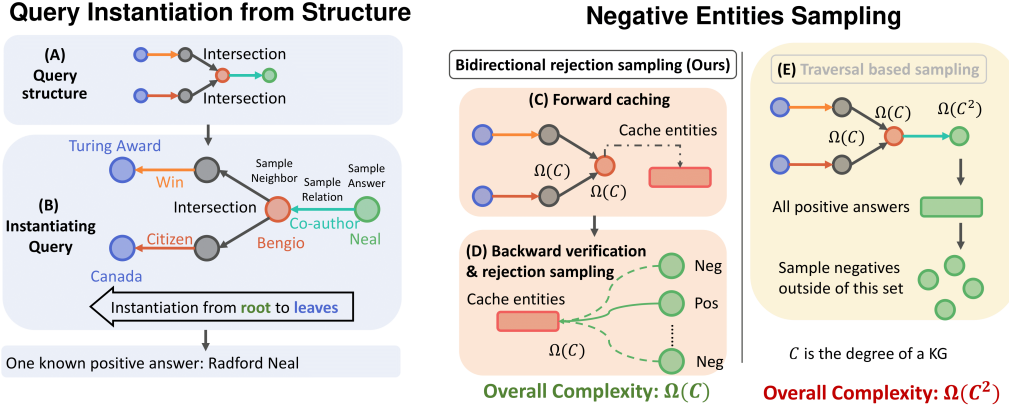 Query Instantiation from Structure
(A)
Query
structure
Intersection
Intersection
Turing Award
Win
Sample
Neighbor
Sample
Relation
Sample
Answer
(B)
Instantiating
Query
Intersection
Co-author
Citizen
Bengio
Neal
Canada
Instantiation from root to leaves
One known positive answer: Radford Neal
Negative Entities Sampling
Bidirectional rejection sampling (Ours)
(C) Forward caching
Cache entities
Ω(C)
Ω(C)
(D) Backward verification
& rejection sampling
Cache entities
Ω(C)
Neg
Pos
Neg
Overall Complexity: Ω(C)
(E) Traversal based sampling
Ω(C)
Ω(C²)
Ω(C)
All positive answers
Sample negatives
outside of this set
C is the degree of a KG
Overall Complexity: Ω(C²)